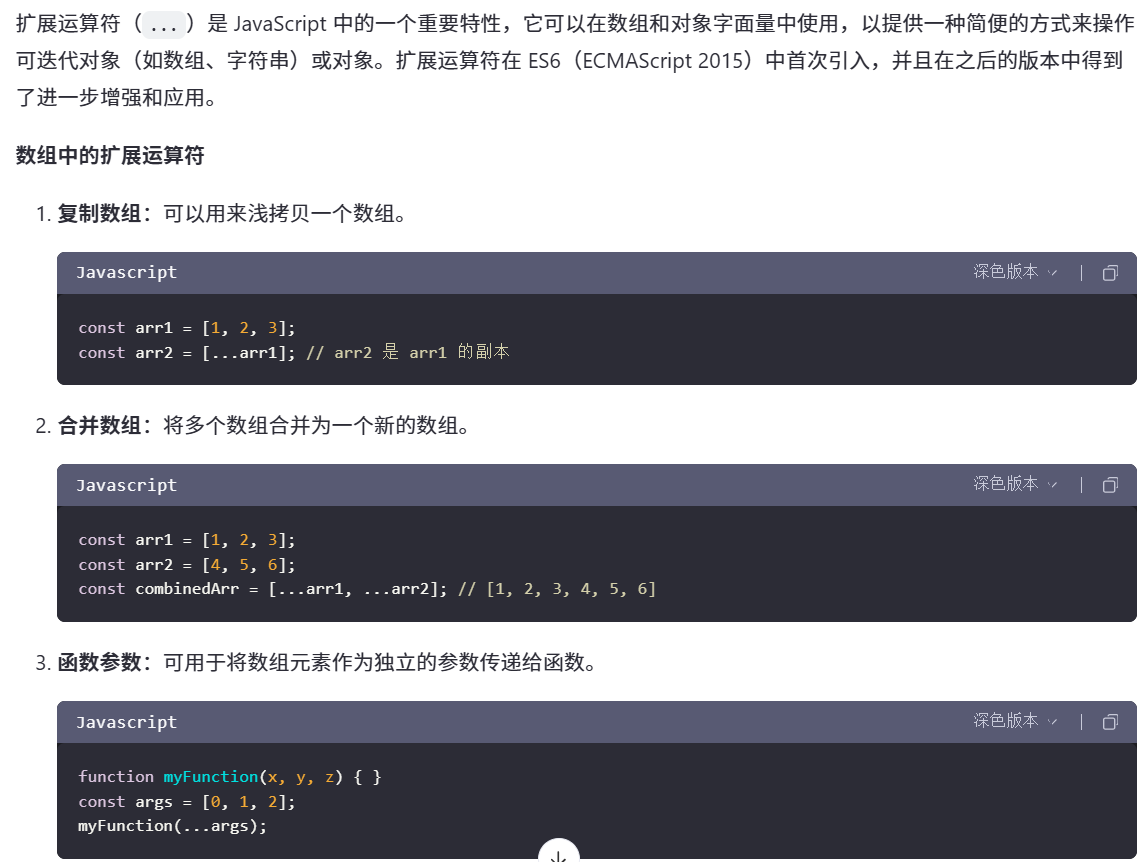 扩展运算符（...）是 JavaScript 中的一个重要特性，它可以在数组和对象字面量中使用，以提供一种简便的方式来操作
可迭代对象（如数组、字符串）或对象。扩展运算符在 ES6（ECMAScript 2015）中首次引入，并且在之后的版本中得到
了进一步增强和应用。
数组中的扩展运算符
1. 复制数组：可以用来浅拷贝一个数组。
Javascript 深色版本
const arr1 = [1, 2, 3];
const arr2 = [...arr1]; // arr2 是 arr1 的副本
2. 合并数组：将多个数组合并为一个新的数组。
Javascript 深色版本
const arr1 = [1, 2, 3];
const arr2 = [4, 5, 6];
const combinedArr = [...arr1, ...arr2]; // [1, 2, 3, 4, 5, 6]
3. 函数参数：可用于将数组元素作为独立的参数传递给函数。
Javascript 深色版本
function myFunction(x, y, z) { }
const args = [0, 1, 2];
myFunction(...args);